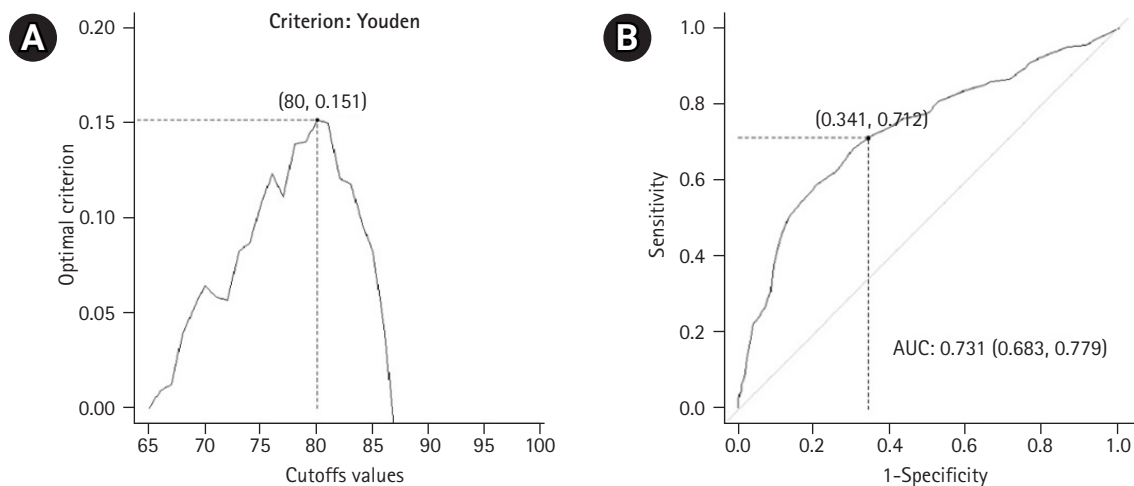 A
Criterion: Youden
0.20
0.15
0.10
0.05
0.00
Optimal criterion
(80, 0.151)
65 70 75 80 85 90 95 100
Cutoffs values
B
1.0
0.8
0.6
0.4
0.2
0.0
Sensitivity
(0.341, 0.712)
AUC: 0.731 (0.683, 0.779)
0.0 0.2 0.4 0.6 0.8 1.0
1-Specificity